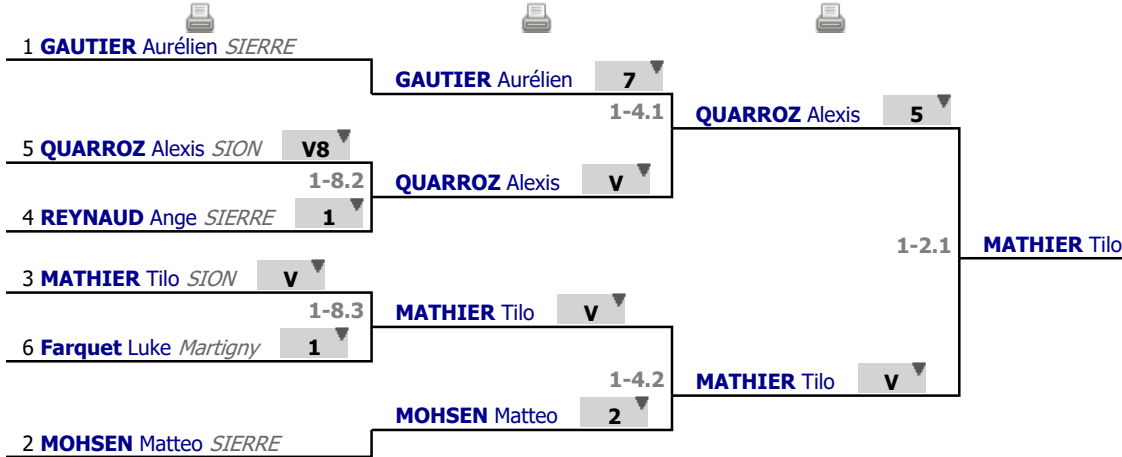 1 GAUTIER Aurélien SIERRE
GAUTIER Aurélien 7
1-4.1
QUARROZ Alexis 5
5 QUARROZ Alexis SION V8
1-8.2
QUARROZ Alexis V
4 REYNAUD Ange SIERRE 1
1-2.1
MATHIER Tilo
3 MATHIER Tilo SION V
1-8.3
MATHIER Tilo V
6 Farquet Luke Martigny 1
1-4.2
MATHIER Tilo V
MOHSEN Matteo 2
2 MOHSEN Matteo SIERRE